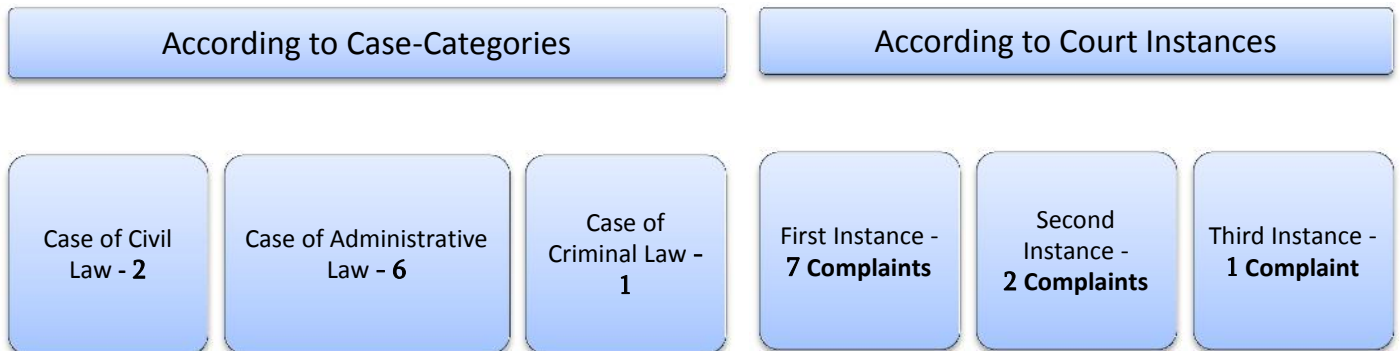 According to Case-Categories
According to Court Instances
Case of Civil
Law - 2
Case of Administrative
Law - 6
Case of
Criminal Law -
1
First Instance -
7 Complaints
Second
Instance -
2 Complaints
Third Instance -
1 Complaint